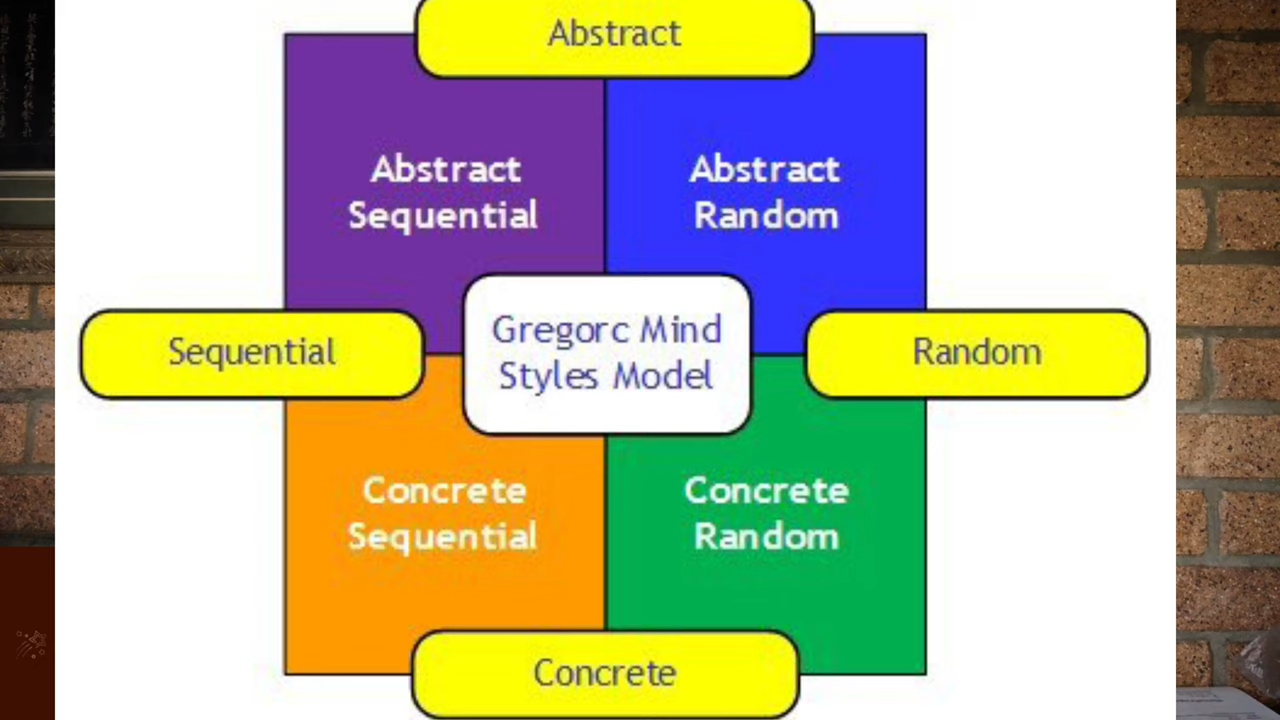 Abstract
Abstract
Sequential
Abstract
Random
Sequential
Gregorc Mind
Styles Model
Random
Concrete
Sequential
Concrete
Random
Concrete